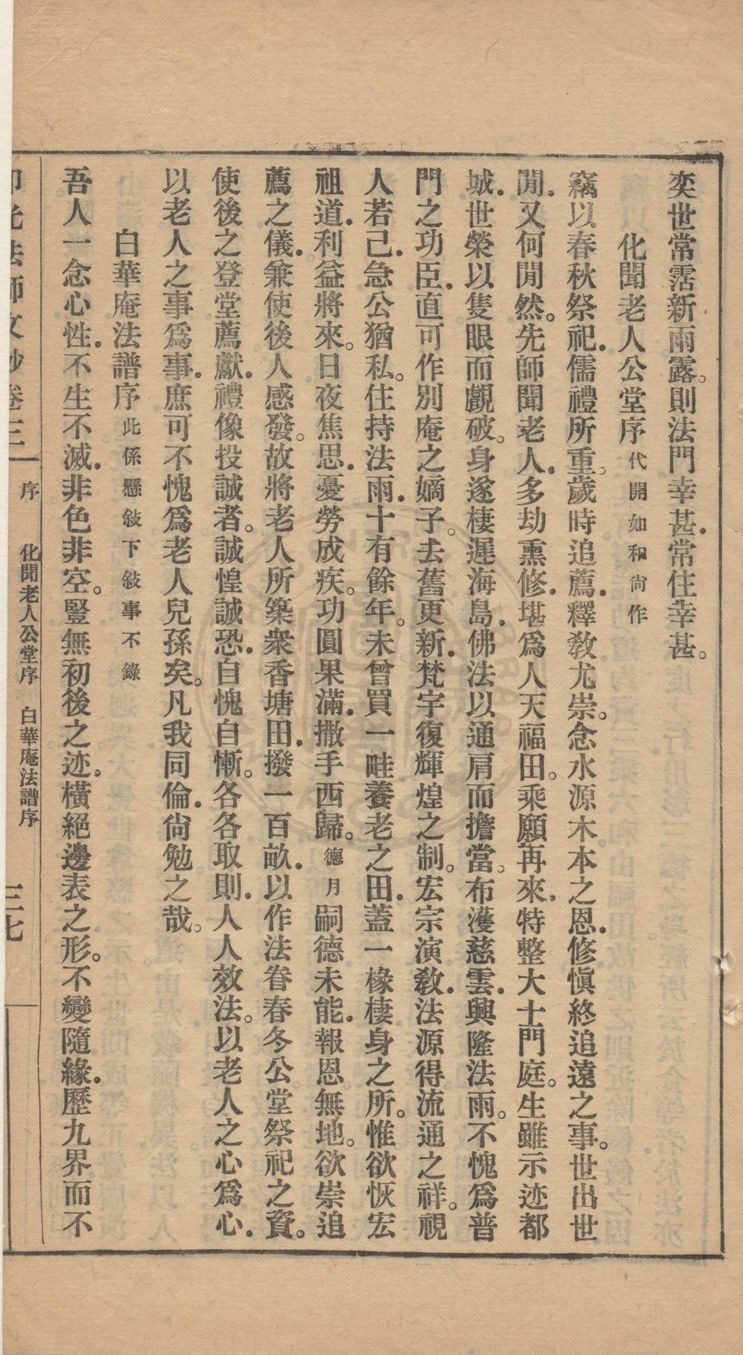 奕世常霑新雨露。則法門幸甚。常住幸甚。
化聞老人公堂序 代開如和尚作
竊以春秋祭祀。儒禮所重。歲時追薦。釋教尤崇。念水源木本之恩。修愼終追遠之事。世出世
閒。又何閒然。先師聞老人。多劫熏修。堪爲人天福田。乘願再來。特整大士門庭。生雖示迹都
城。世榮以隻眼而覷破。身遂棲遲海島。佛法以通肩而擔當。布濩慈雲。興隆法雨。不愧爲普
門之功臣。直可作別庵之嫡子。去舊更新。梵宇復輝煌之制。宏宗演教。法源得流通之祥。視
人若己。急公猶私。住持法雨。十有餘年。未曾買一畦養老之田。蓋一椽棲身之所。惟欲恢宏
祖道。利益將來。日夜焦思。憂勞成疾。功圓果滿。撒手西歸。德月嗣德未能。報恩無地。欲崇追
薦之儀。兼使後人感發。故將老人所築衆香塘田。撥一百畝。以作法眷春冬公堂祭祀之資。
使後之登堂薦獻。禮像投誠者。誠惶誠恐。自愧自慚。各各取則。人人效法。以老人之心爲心。
以老人之事爲事。庶可不愧爲老人兒孫矣。凡我同倫。尙勉之哉。
白華庵法譜序 此係懸敍下敍事不錄
吾人一念心性。不生不滅。非色非空。豎無初後之迹。橫絕邊表之形。不變隨緣。歷九界而不
印光法師文鈔卷三 序 化聞老人公堂序 白華庵法譜序 三七